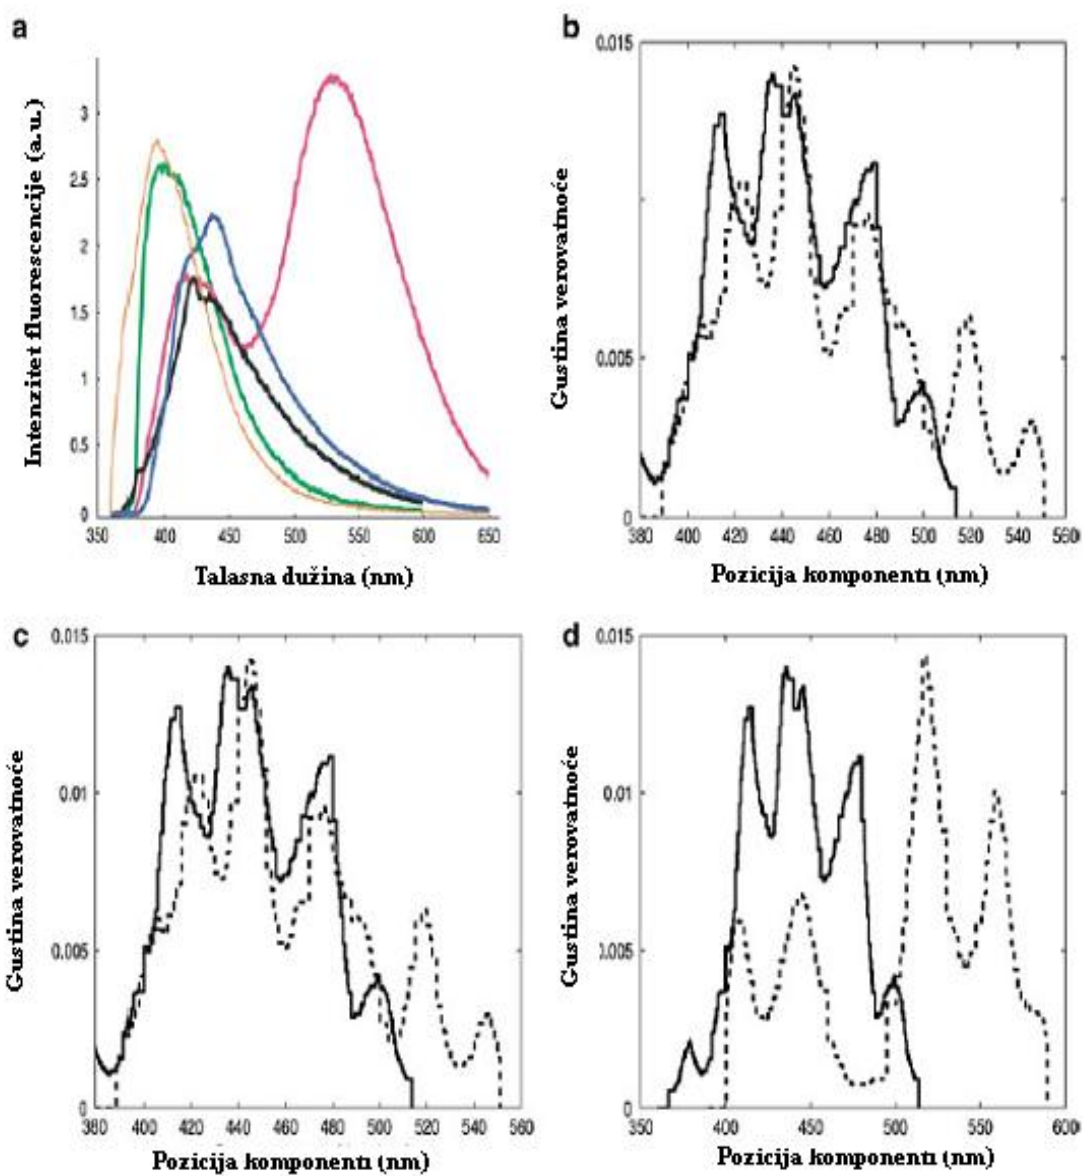 a
Intenzitet fluorescencije (a.u.)
3
2.5
2
1.5
1
0.5
0
350 400 450 500 550 600 650
Talasna dužina (nm)
b
Gustina verovatnoće
0.015
0.005
0
380 400 420 440 460 480 500 520 540 560
Pozicija komponenti (nm)
c
Gustina verovatnoće
0.015
0.01
0.005
0
380 400 420 440 460 480 500 520 540 560
Pozicija komponenti (nm)
d
Gustina verovatnoće
0.015
0.01
0.005
0
400 450 500 550 600
Pozicija komponenti (nm)